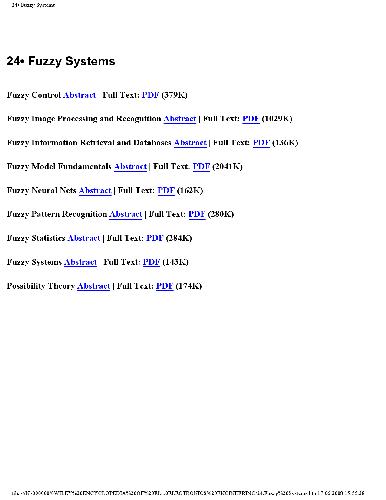 24• Fuzzy Systems
24• Fuzzy Systems
Fuzzy Control Abstract | Full Text: PDF (379K)
Fuzzy Image Processing and Recognition Abstract | Full Text: PDF (1029K)
Fuzzy Information Retrieval and Databases Abstract | Full Text: PDF (136K)
Fuzzy Model Fundamentals Abstract | Full Text: PDF (2041K)
Fuzzy Neural Nets Abstract | Full Text: PDF (162K)
Fuzzy Pattern Recognition Abstract | Full Text: PDF (280K)
Fuzzy Statistics Abstract | Full Text: PDF (284K)
Fuzzy Systems Abstract | Full Text: PDF (143K)
Possibility Theory Abstract | Full Text: PDF (174K)